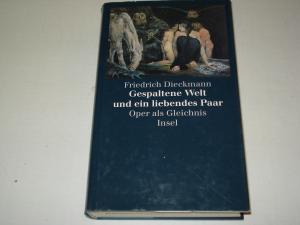 Friedrich Dieckmann
Gespaltene Welt
und ein liebendes Paar
Oper als Gleichnis
Insel